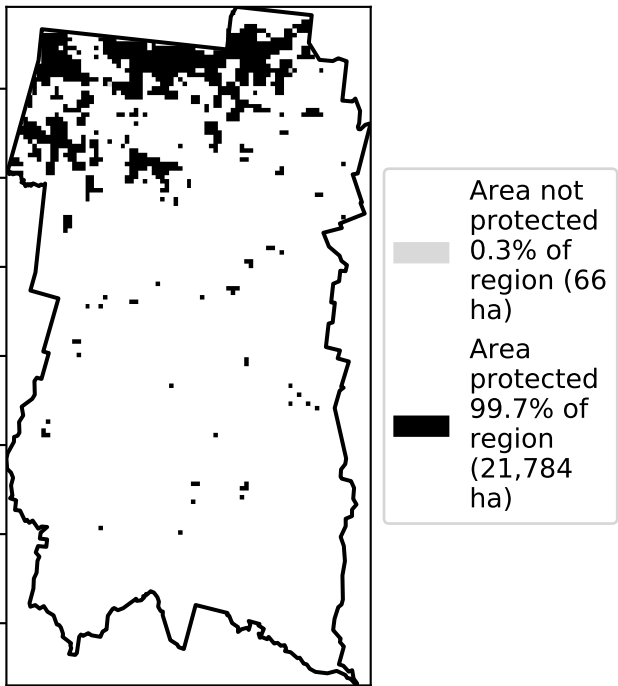 Area not
protected
0.3% of
region (66
ha)
Area
protected
99.7% of
region
(21,784
ha)